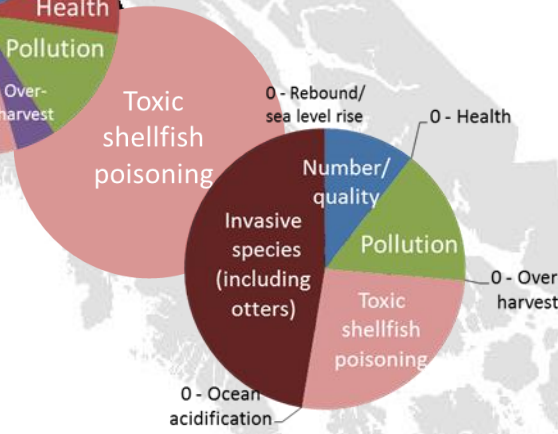 Health
Pollution
Over-
harvest
Toxic
shellfish
poisoning
0 - Rebound/
sea level rise
0 - Health
Number/
quality
Invasive
species
(including
otters)
Pollution
0 - Over
harvest
Toxic
shellfish
poisoning
0 - Ocean
acidification